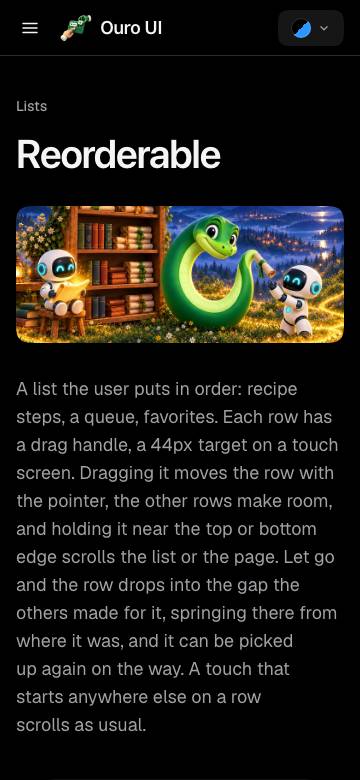 Ouro UI
Lists
Reorderable
A list the user puts in order: recipe
steps, a queue, favorites. Each row has
a drag handle, a 44px target on a touch
screen. Dragging it moves the row with
the pointer, the other rows make room,
and holding it near the top or bottom
edge scrolls the list or the page. Let go
and the row drops into the gap the
others made for it, springing there from
where it was, and it can be picked
up again on the way. A touch that
starts anywhere else on a row
scrolls as usual.